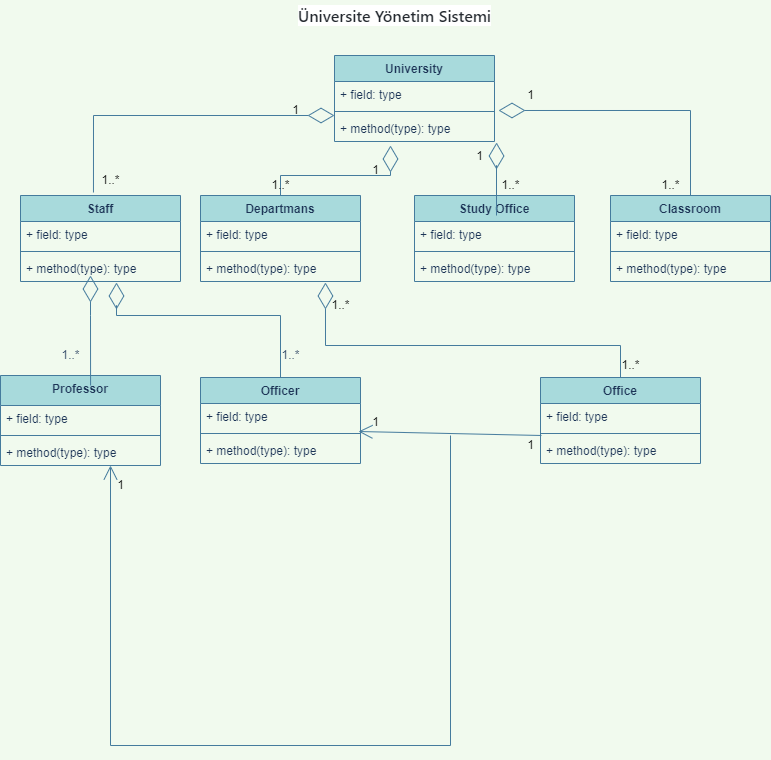 Üniversite Yönetim Sistemi
University
+ field: type
+ method(type): type
1
1
1
1
1..*
1..*
1..*
1..*
Staff
+ field: type
+ method(type): type
Departmans
+ field: type
+ method(type): type
Study Office
+ field: type
+ method(type): type
Classroom
+ field: type
+ method(type): type
1..*
1..*
1..*
1..*
Professor
+ field: type
+ method(type): type
Officer
+ field: type
+ method(type): type
Office
+ field: type
+ method(type): type
1
1
1